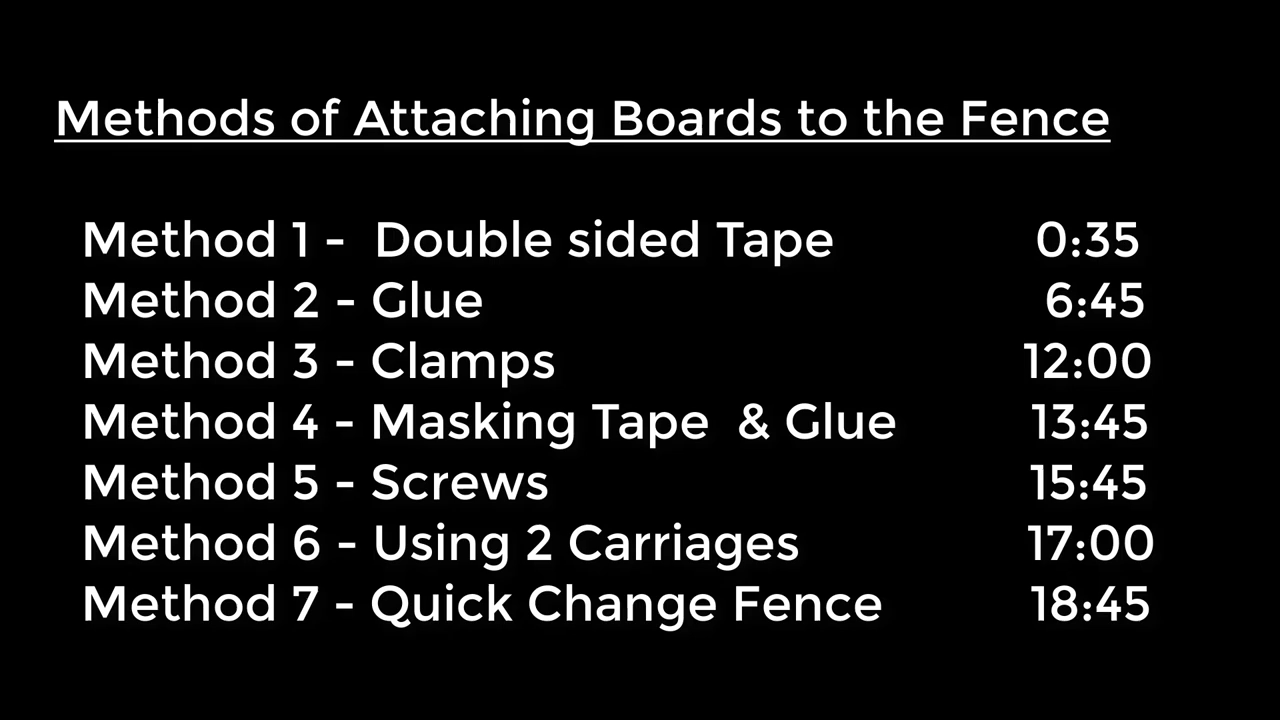 Methods of Attaching Boards to the Fence
Method 1 - Double sided Tape 0:35
Method 2 - Glue 6:45
Method 3 - Clamps 12:00
Method 4 - Masking Tape & Glue 13:45
Method 5 - Screws 15:45
Method 6 - Using 2 Carriages 17:00
Method 7 - Quick Change Fence 18:45